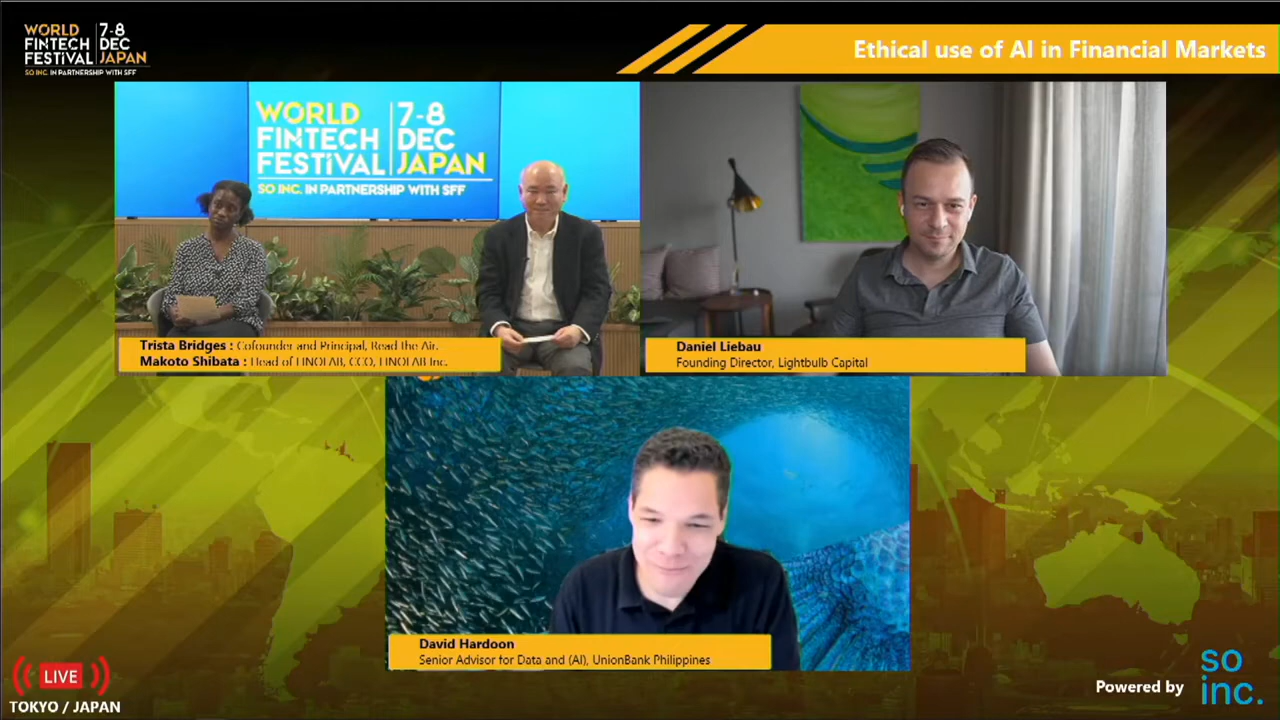 WORLD FINTECH FESTIVAL
7-8 DEC JAPAN
SO INC. IN PARTNERSHIP WITH SFF
Ethical use of AI in Financial Markets
WORLD FINTECH FESTIVAL
7-8 DEC JAPAN
SO INC. IN PARTNERSHIP WITH SFF
Trista Bridges : Cofounder and Principal, Read the Air.
Makoto Shibata : Head of FINOLAB, CCO, FINOLAB Inc.
Daniel Liebau
Founding Director, Lightbulb Capital
David Hardoon
Senior Advisor for Data and (AI), UnionBank Philippines
LIVE
TOKYO / JAPAN
Powered by
so
inc.